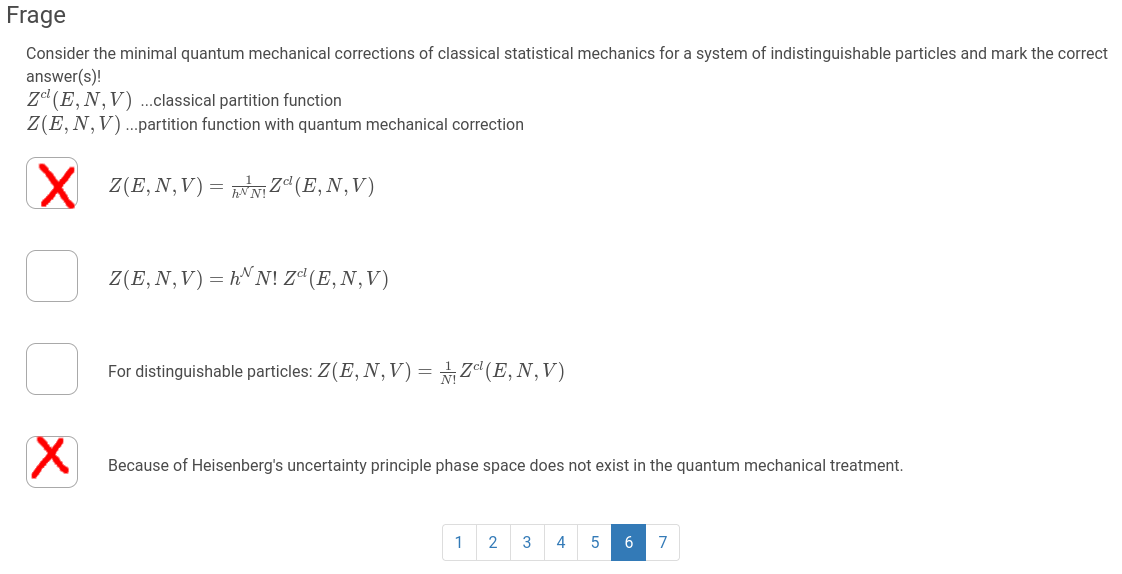 Frage
Consider the minimal quantum mechanical corrections of classical statistical mechanics for a system of indistinguishable particles and mark the correct
answer(s)!
Z^{cl}(E, N, V) ...classical partition function
Z(E, N, V) ...partition function with quantum mechanical correction
Z(E, N, V) = \frac{1}{h^{\mathcal{N}} N!} Z^{cl}(E, N, V)
Z(E, N, V) = h^{\mathcal{N}} N! Z^{cl}(E, N, V)
For distinguishable particles: Z(E, N, V) = \frac{1}{N!} Z^{cl}(E, N, V)
Because of Heisenberg's uncertainty principle phase space does not exist in the quantum mechanical treatment.
1 2 3 4 5 6 7